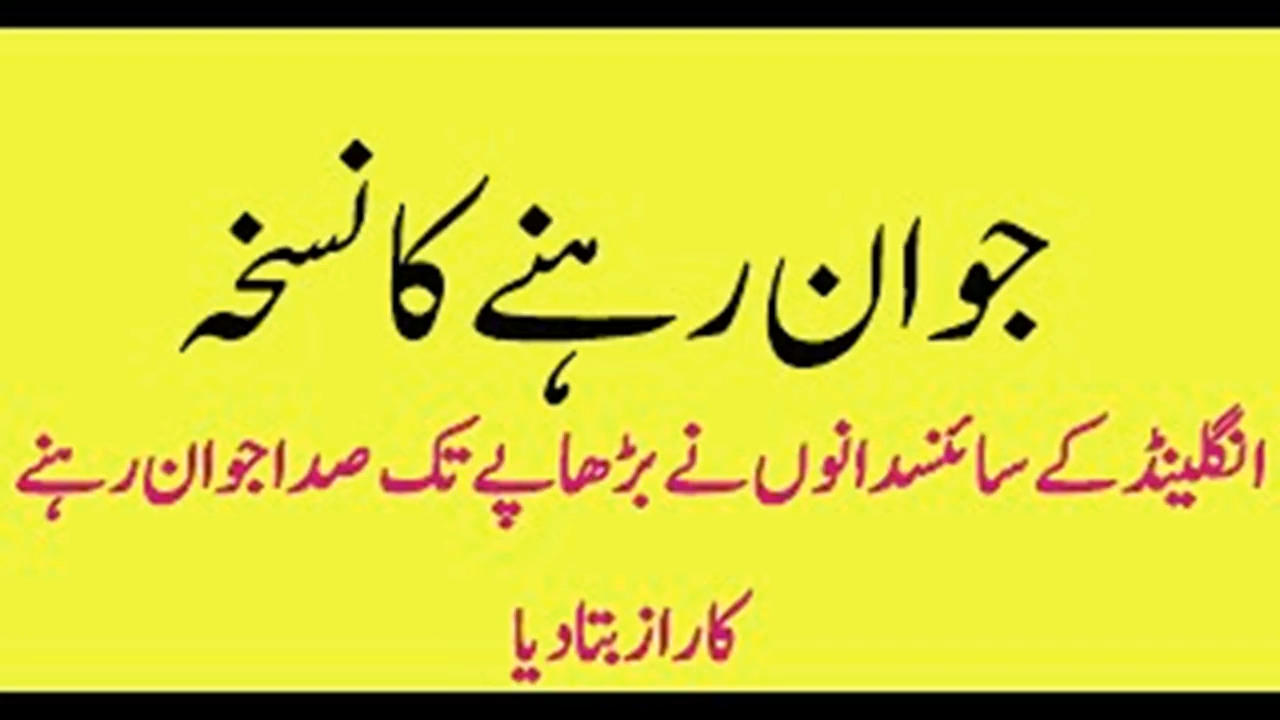 جوان رہنے کا نسخہ
انگلینڈ کے سائنسدانوں نے بڑھاپے تک صدا جوان رہنے
کا راز بتا دیا